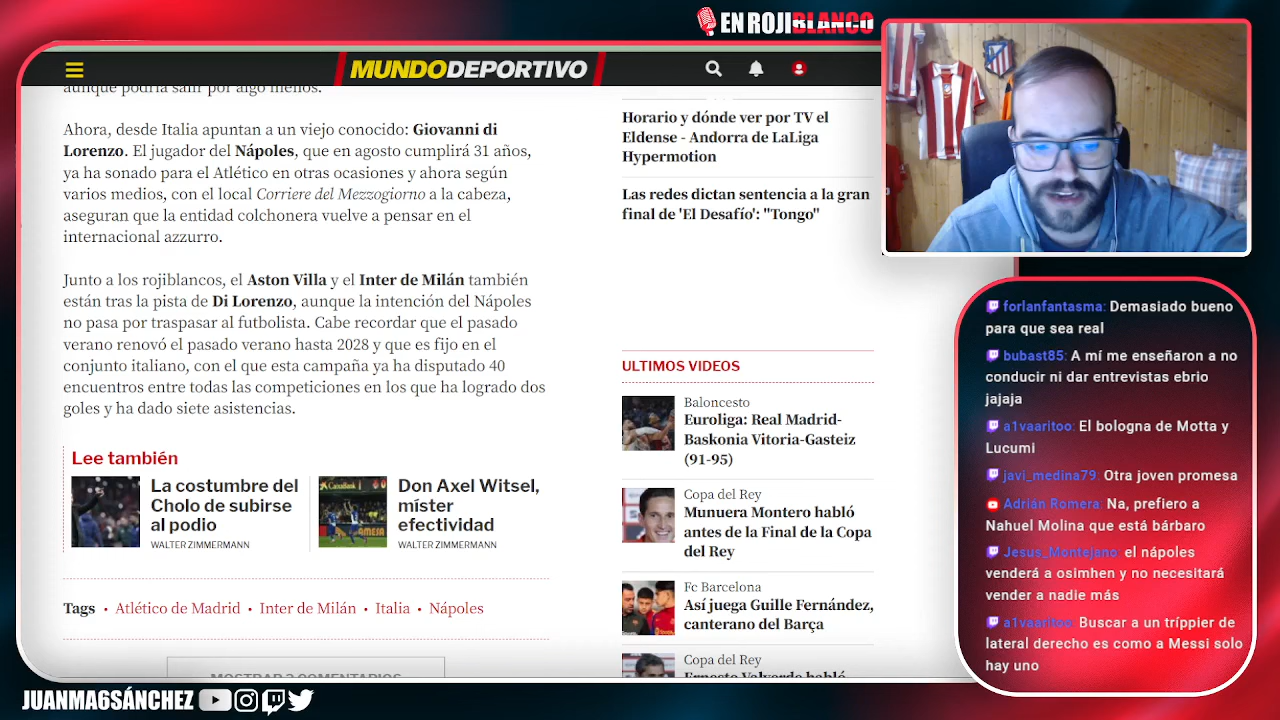 EN ROJIBLANCO
MUNDODEPORTIVO
aunque podría salir por algo menos.
Ahora, desde Italia apuntan a un viejo conocido: Giovanni di
Lorenzo. El jugador del Nápoles, que en agosto cumplirá 31 años,
ya ha sonado para el Atlético en otras ocasiones y ahora según
varios medios, con el local Corriere del Mezzogiorno a la cabeza,
aseguran que la entidad colchonera vuelve a pensar en el
internacional azzurro.
Junto a los rojiblancos, el Aston Villa y el Inter de Milán también
están tras la pista de Di Lorenzo, aunque la intención del Nápoles
no pasa por traspasar al futbolista. Cabe recordar que el pasado
verano renovó el pasado verano hasta 2028 y que es fijo en el
conjunto italiano, con el que esta campaña ya ha disputado 40
encuentros entre todas las competiciones en los que ha logrado dos
goles y ha dado siete asistencias.
Lee también
La costumbre del
Cholo de subirse
al podio
WALTER ZIMMERMANN
Don Axel Witsel,
míster
efectividad
WALTER ZIMMERMANN
Tags • Atlético de Madrid • Inter de Milán • Italia • Nápoles
MOSTRAR 2 COMENTARIOS
Horario y dónde ver por TV el
Eldense - Andorra de LaLiga
Hypermotion
Las redes dictan sentencia a la gran
final de 'El Desafío': "Tongo"
ULTIMOS VIDEOS
Baloncesto
Euroliga: Real Madrid-
Baskonia Vitoria-Gasteiz
(91-95)
Copa del Rey
Munuera Montero habló
antes de la Final de la Copa
del Rey
Fc Barcelona
Así juega Guille Fernández,
canterano del Barça
Copa del Rey
Ernesto Valverde habló
forlanfantasma: Demasiado bueno
para que sea real
bubast85: A mí me enseñaron a no
conducir ni dar entrevistas ebrio
jajaja
a1vaaritoo: El bologna de Motta y
Lucumi
javi_medina79: Otra joven promesa
Adrián Romera: Na, prefiero a
Nahuel Molina que está bárbaro
Jesus_Montejano: el nápoles
venderá a osimhen y no necesitará
vender a nadie más
a1vaaritoo: Buscar a un tríppier de
lateral derecho es como a Messi solo
hay uno
JUANMA6SÁNCHEZ